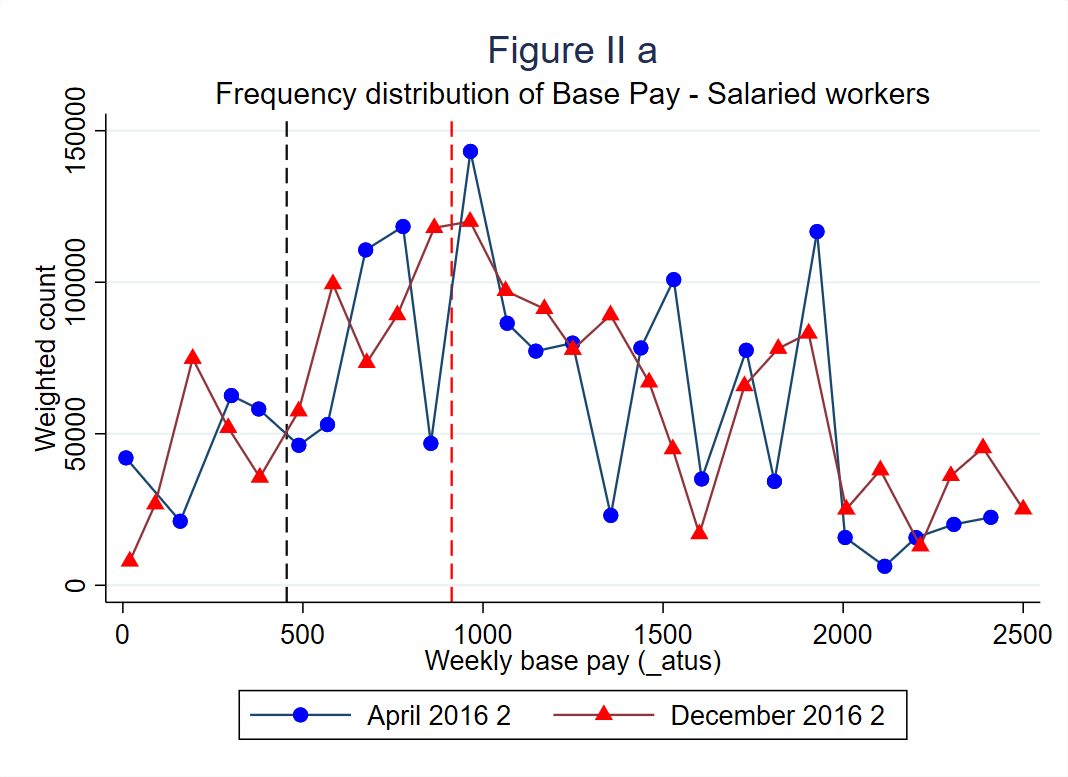 Figure II a
Frequency distribution of Base Pay - Salaried workers
150000
100000
50000
0
Weighted count
0 500 1000 1500 2000 2500
Weekly base pay (_atus)
April 2016 2 December 2016 2